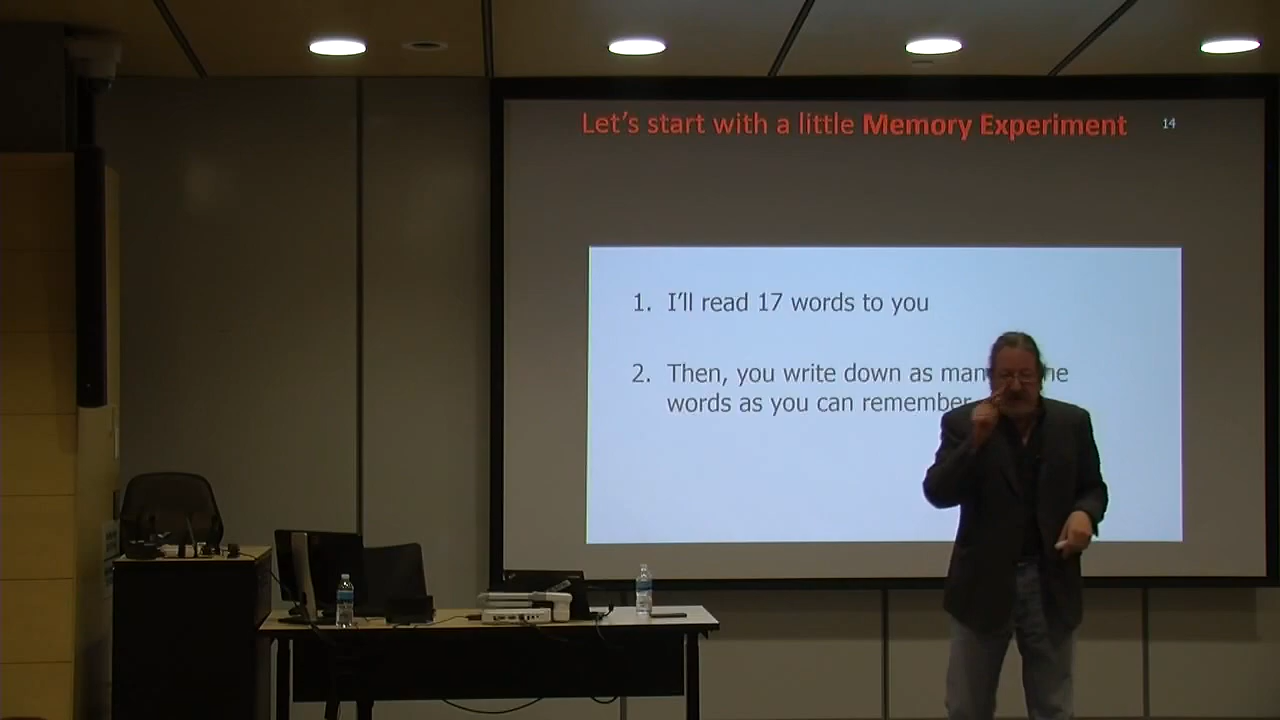 Let's start with a little Memory Experiment
14
1. I'll read 17 words to you
2. Then, you write down as man he
words as you can remember